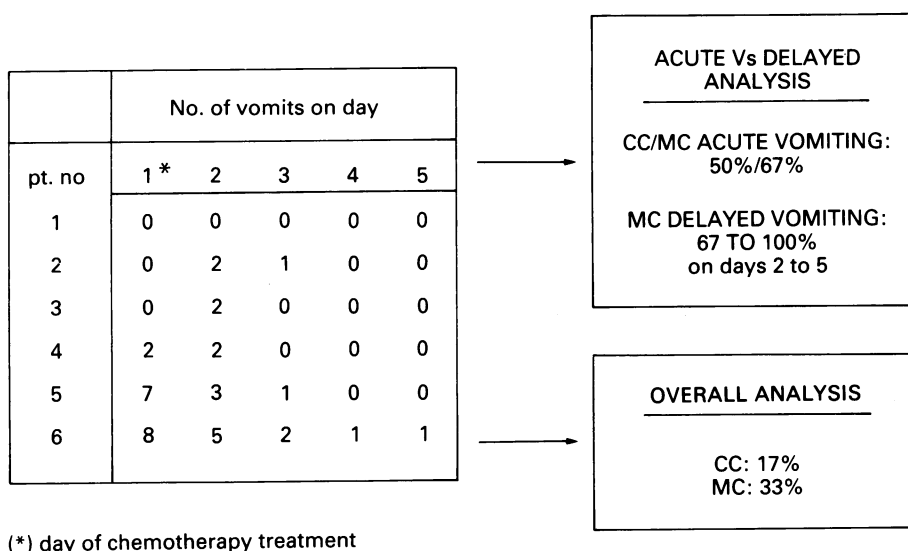 No. of vomits on day
pt. no 1* 2 3 4 5
1 0 0 0 0 0
2 0 2 1 0 0
3 0 2 0 0 0
4 2 2 0 0 0
5 7 3 1 0 0
6 8 5 2 1 1
(*) day of chemotherapy treatment
ACUTE Vs DELAYED
ANALYSIS
CC/MC ACUTE VOMITING:
50%/67%
MC DELAYED VOMITING:
67 TO 100%
on days 2 to 5
OVERALL ANALYSIS
CC: 17%
MC: 33%